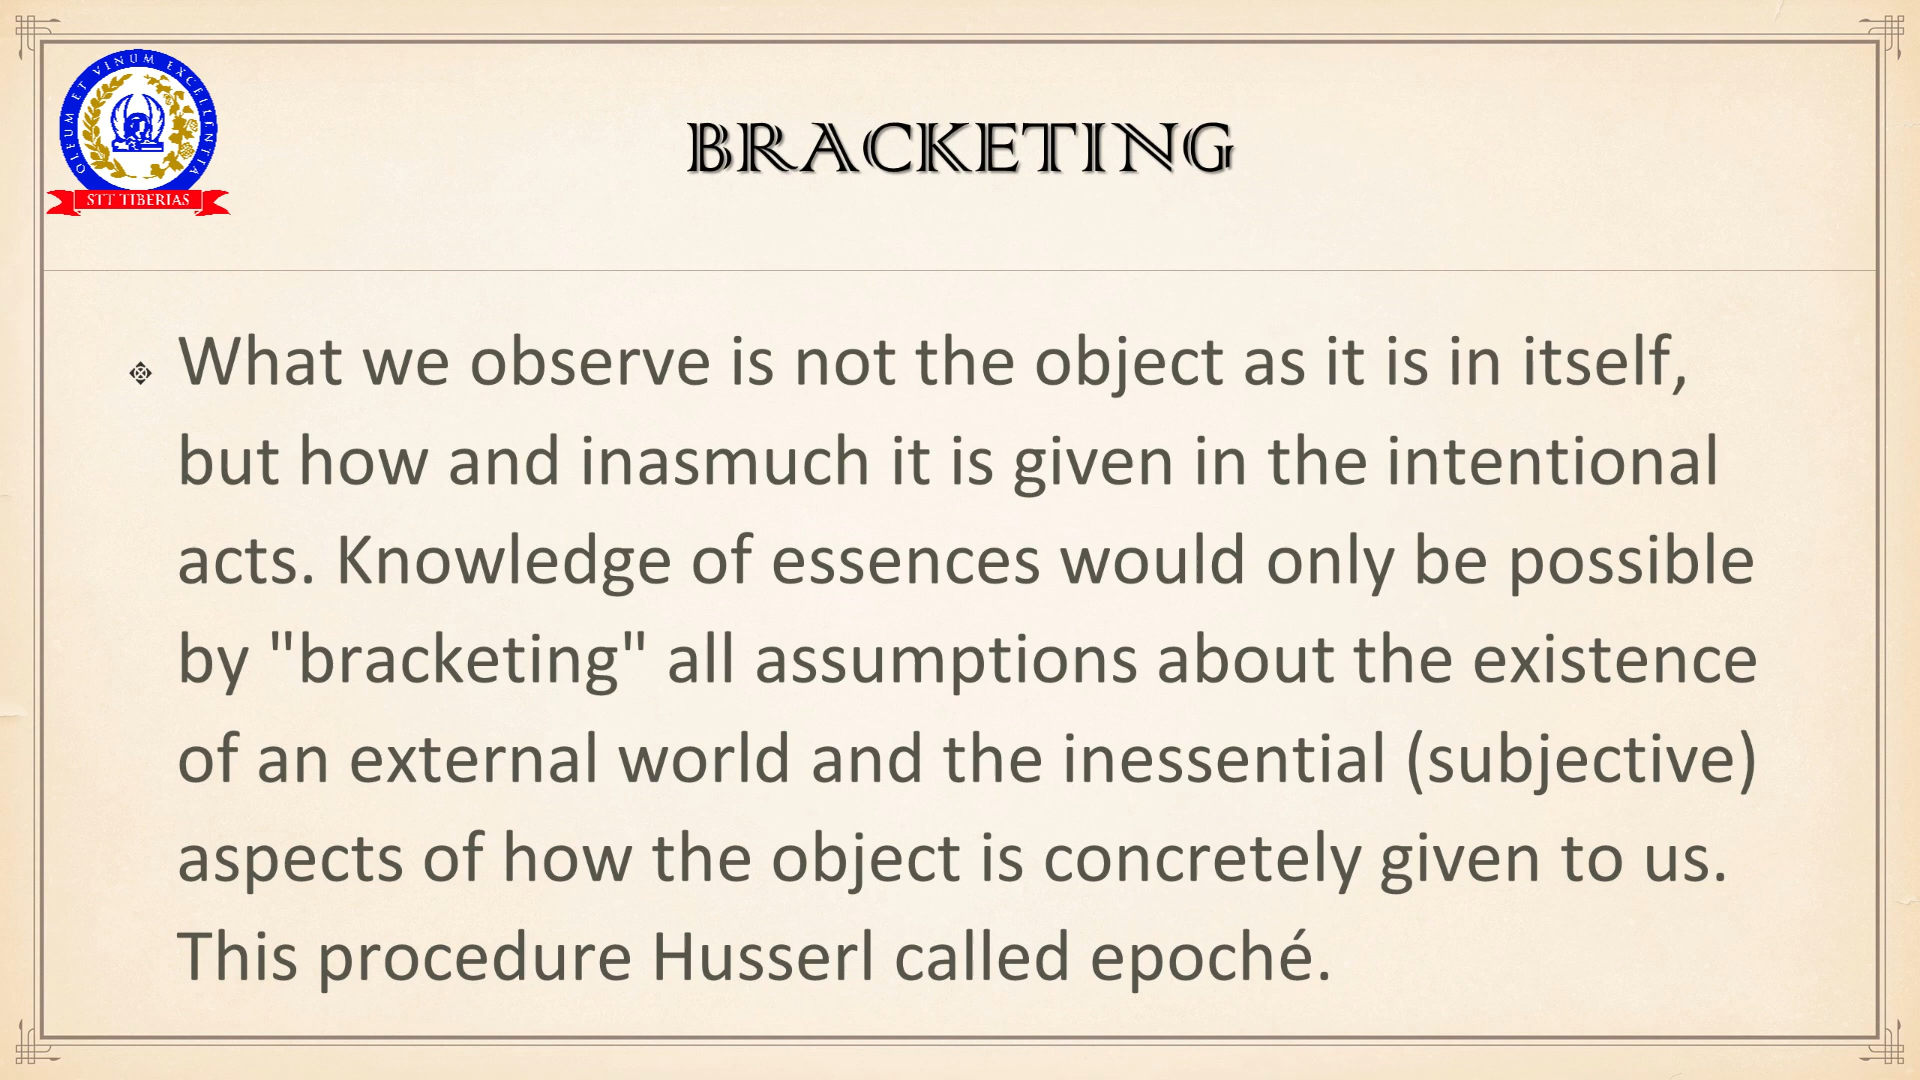 OLEUM ET VINUM EXCELLENTIA
STT TIBERIAS
BRACKETING
What we observe is not the object as it is in itself,
but how and inasmuch it is given in the intentional
acts. Knowledge of essences would only be possible
by "bracketing" all assumptions about the existence
of an external world and the inessential (subjective)
aspects of how the object is concretely given to us.
This procedure Husserl called epoché.